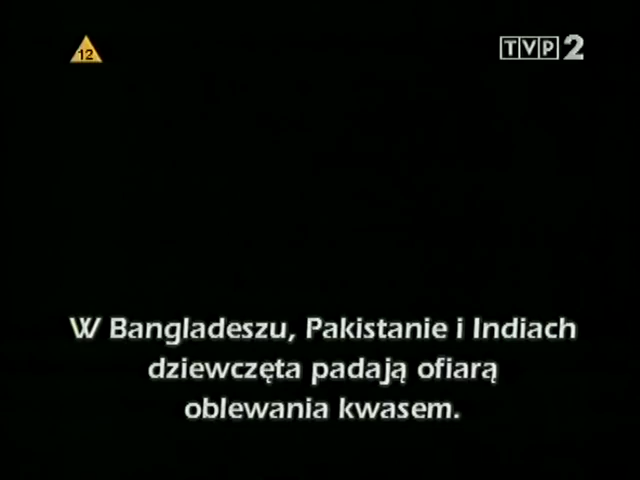 12
TVP2
W Bangladeszu, Pakistanie i Indiach
dziewczęta padają ofiarą
oblewania kwasem.